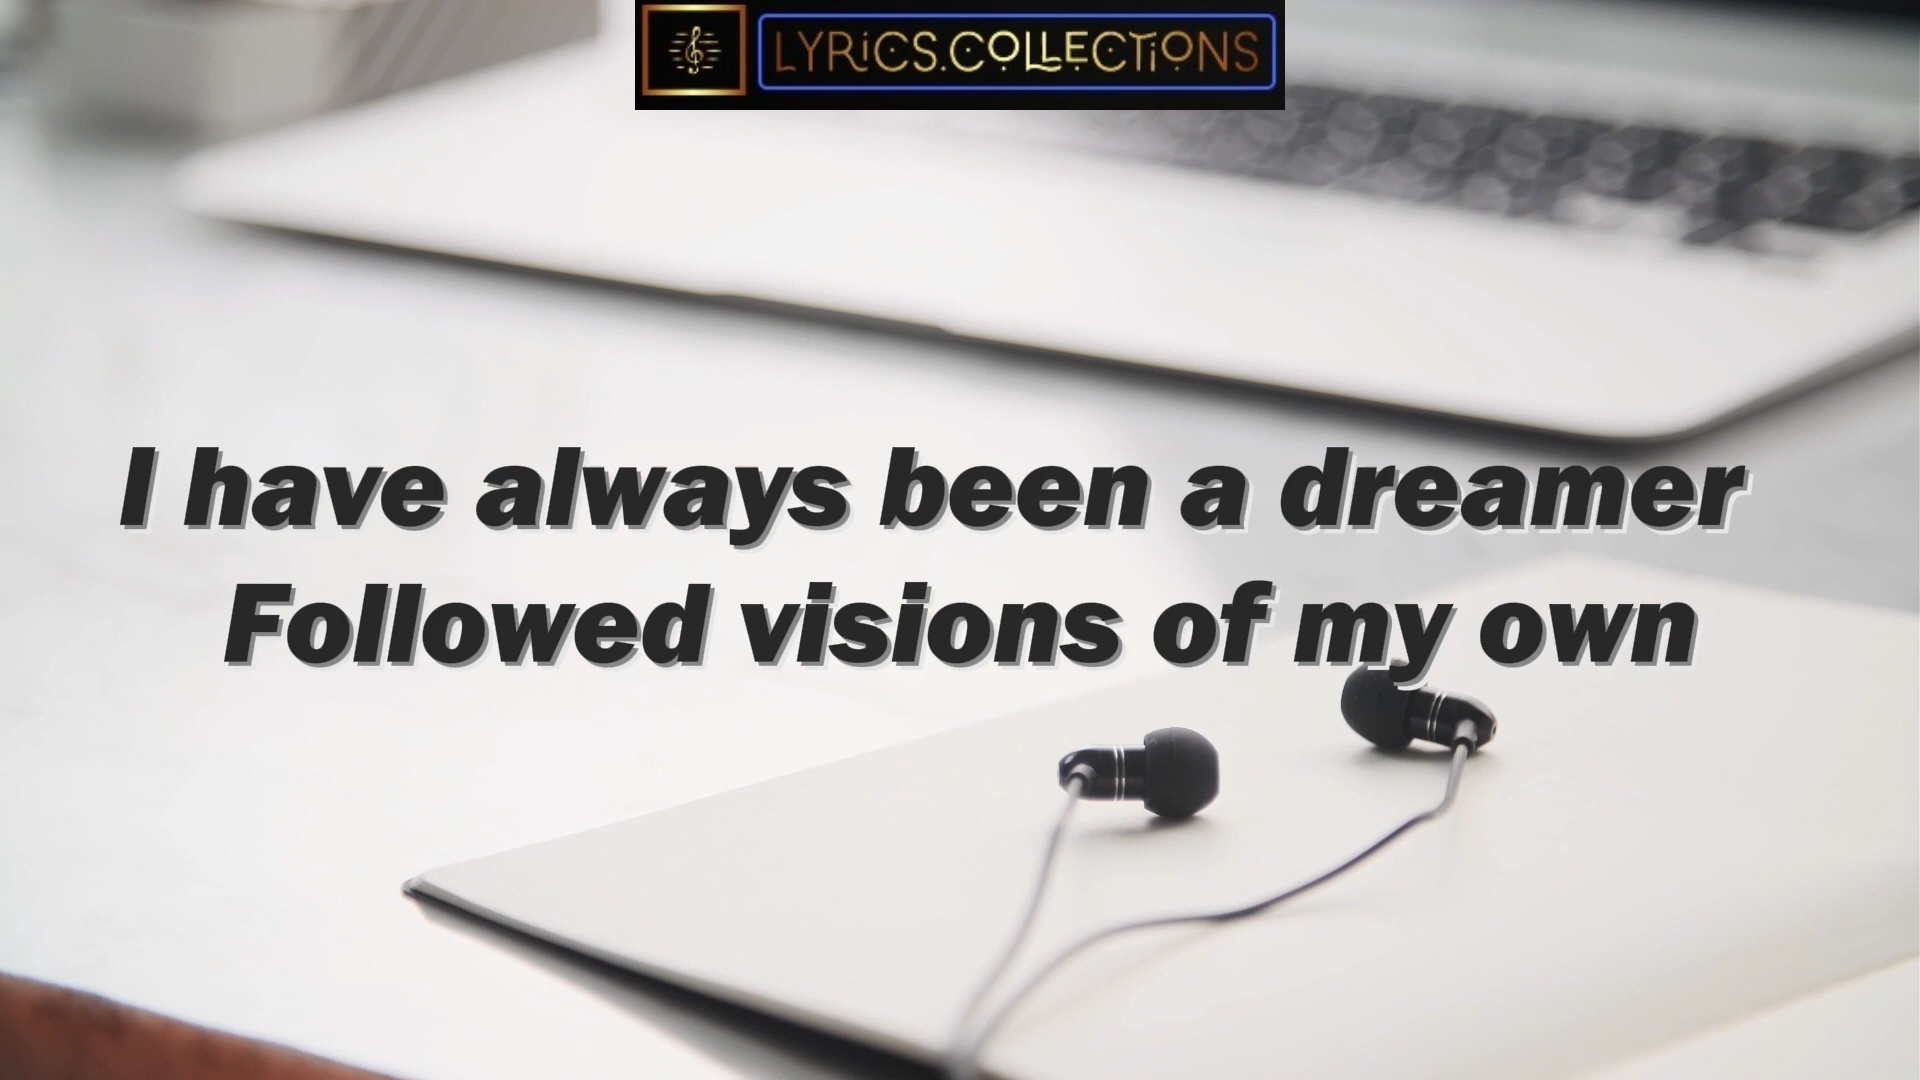 LYRiCS.COLLECTiONS
I have always been a dreamer
Followed visions of my own